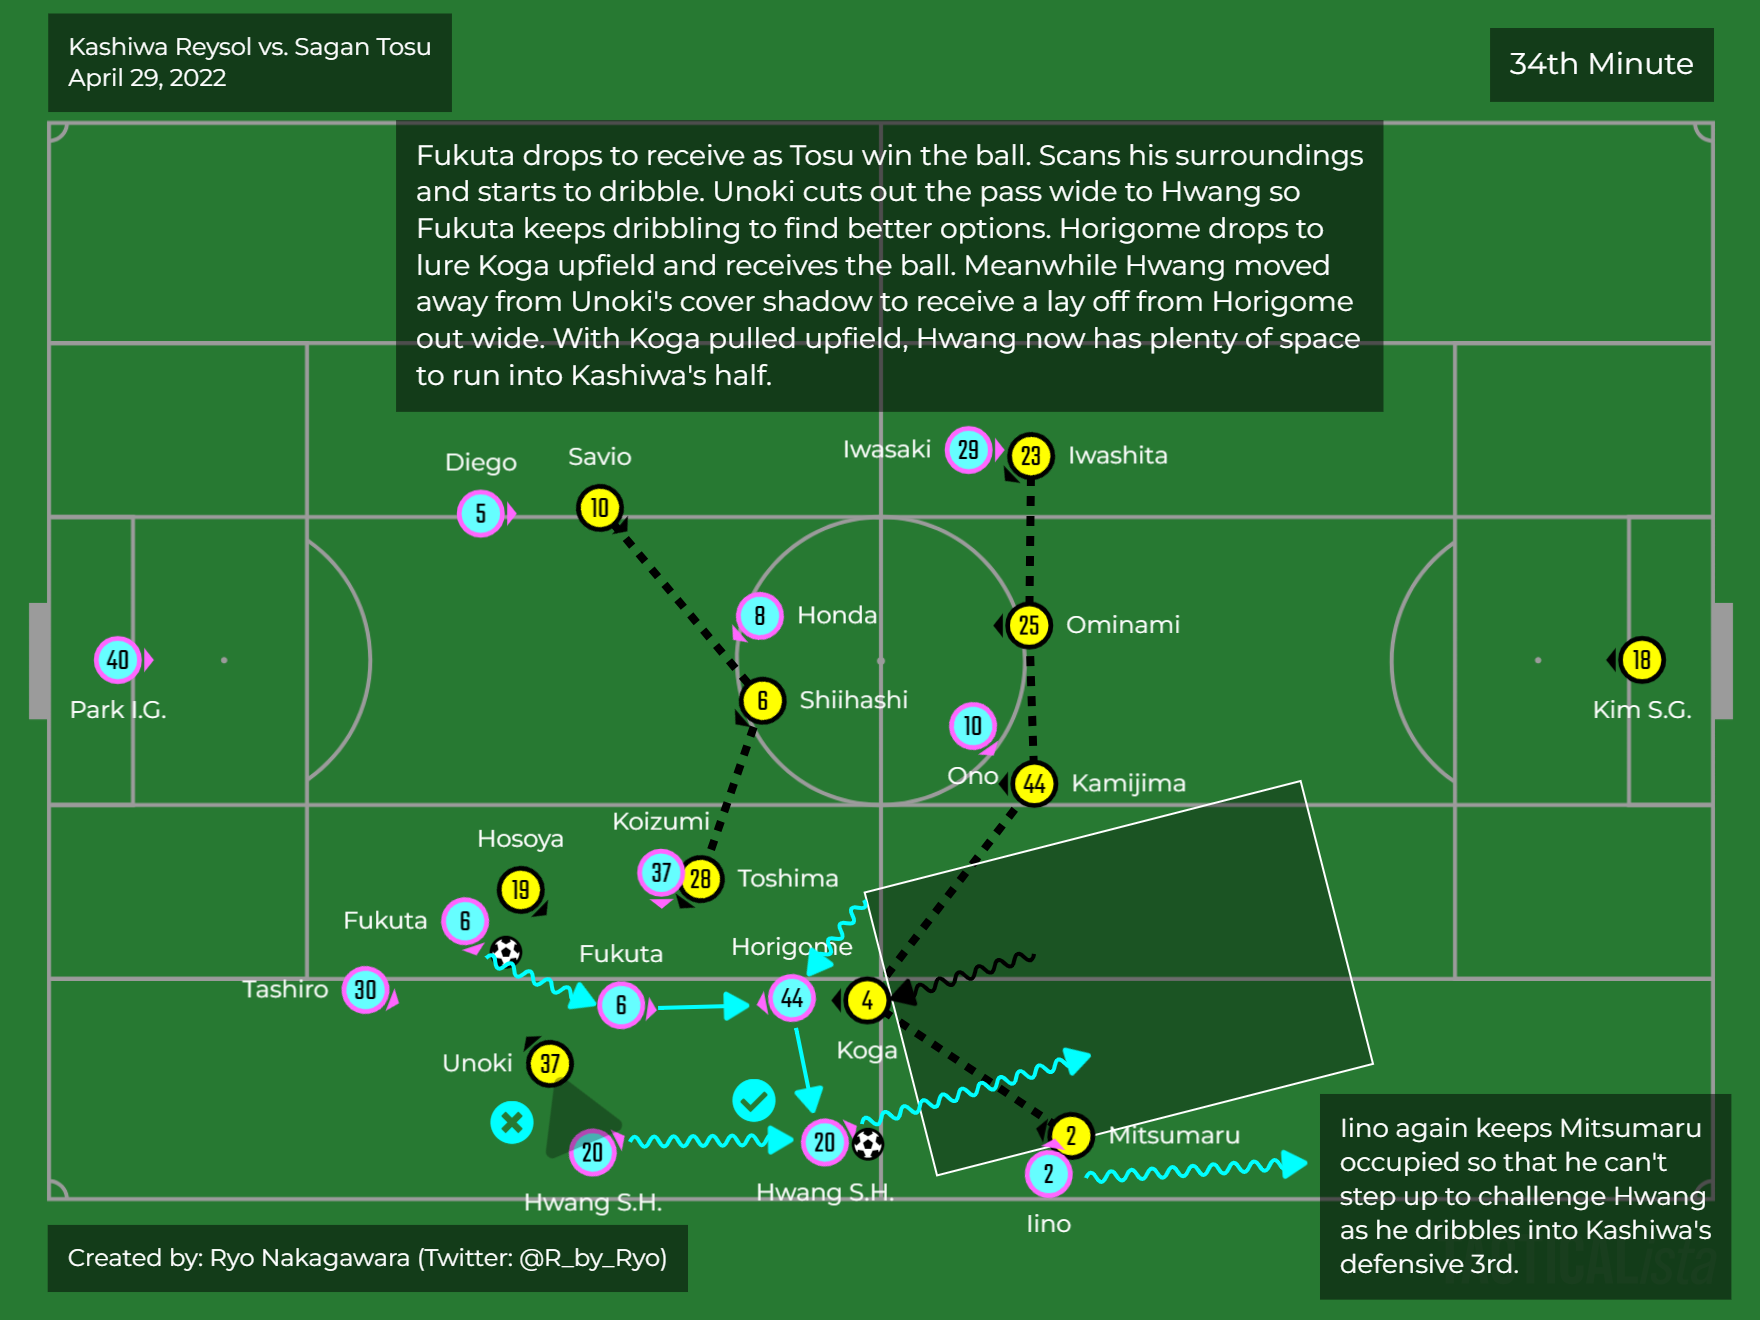 Kashiwa Reysol vs. Sagan Tosu
April 29, 2022
34th Minute
Fukuta drops to receive as Tosu win the ball. Scans his surroundings
and starts to dribble. Unoki cuts out the pass wide to Hwang so
Fukuta keeps dribbling to find better options. Horigome drops to
lure Koga upfield and receives the ball. Meanwhile Hwang moved
away from Unoki's cover shadow to receive a lay off from Horigome
out wide. With Koga pulled upfield, Hwang now has plenty of space
to run into Kashiwa's half.
Diego
5
Savio
10
Iwasaki
29
23
Iwashita
8
Honda
25
Ominami
40
Park I.G.
18
Kim S.G.
6
Shiihashi
10
Ono
44
Kamijima
Hosoya
19
Koizumi
37
28
Toshima
Fukuta
6
Fukuta
6
Horigome
44
4
Koga
Tashiro
30
Unoki
37
20
Hwang S.H.
20
Hwang S.H.
2
Mitsumaru
2
Iino
Iino again keeps Mitsumaru
occupied so that he can't
step up to challenge Hwang
as he dribbles into Kashiwa's
defensive 3rd.
Created by: Ryo Nakagawara (Twitter: @R_by_Ryo)